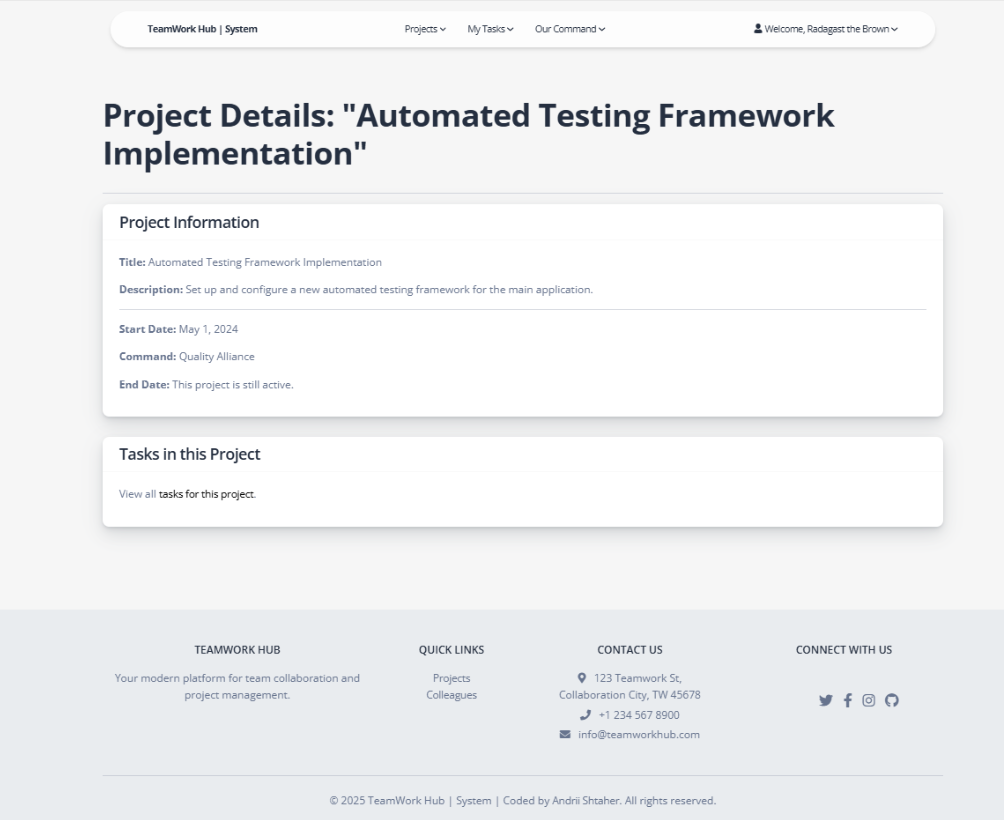 TeamWork Hub | System
Projects
My Tasks
Our Command
Welcome, Radagast the Brown
Project Details: "Automated Testing Framework
Implementation"
Project Information
Title: Automated Testing Framework Implementation
Description: Set up and configure a new automated testing framework for the main application.
Start Date: May 1, 2024
Command: Quality Alliance
End Date: This project is still active.
Tasks in this Project
View all tasks for this project.
TEAMWORK HUB
Your modern platform for team collaboration and
project management.
QUICK LINKS
Projects
Colleagues
CONTACT US
123 Teamwork St,
Collaboration City, TW 45678
+1 234 567 8900
info@teamworkhub.com
CONNECT WITH US
© 2025 TeamWork Hub | System | Coded by Andrii Shtaher. All rights reserved.